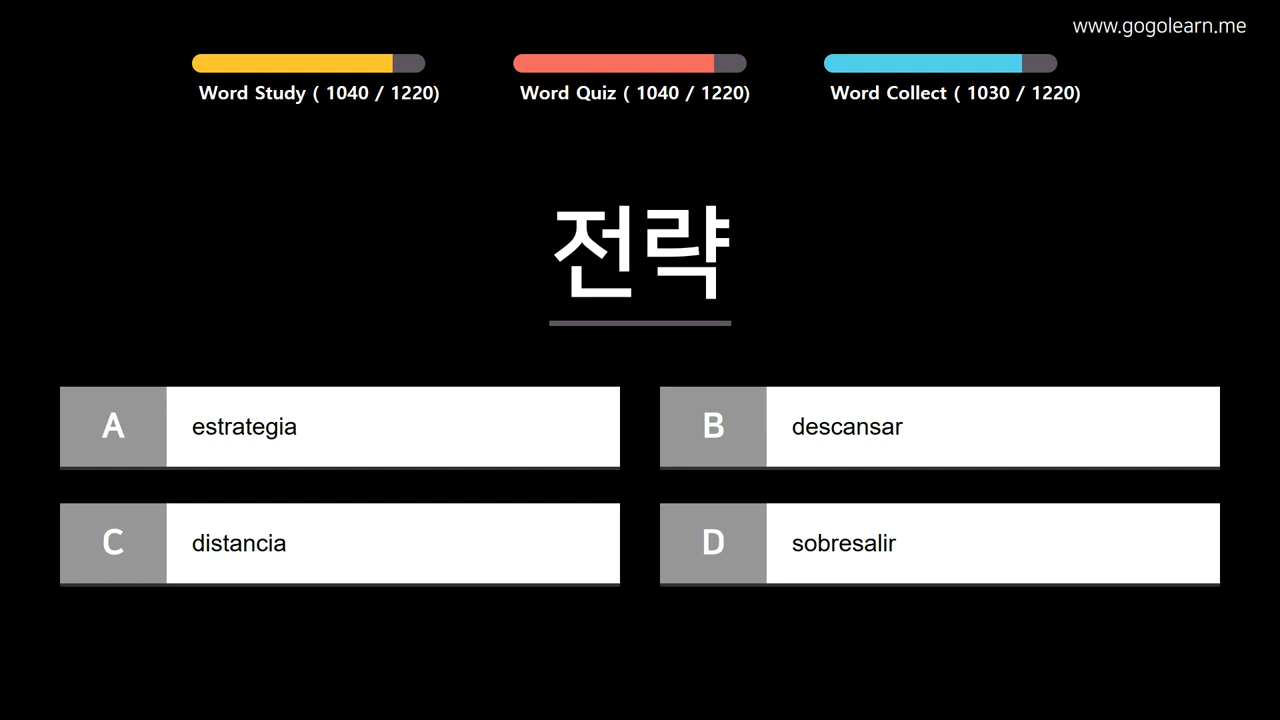 www.gogolearn.me
Word Study ( 1040 / 1220)
Word Quiz ( 1040 / 1220)
Word Collect ( 1030 / 1220)
전략
A estrategia
B descansar
C distancia
D sobresalir